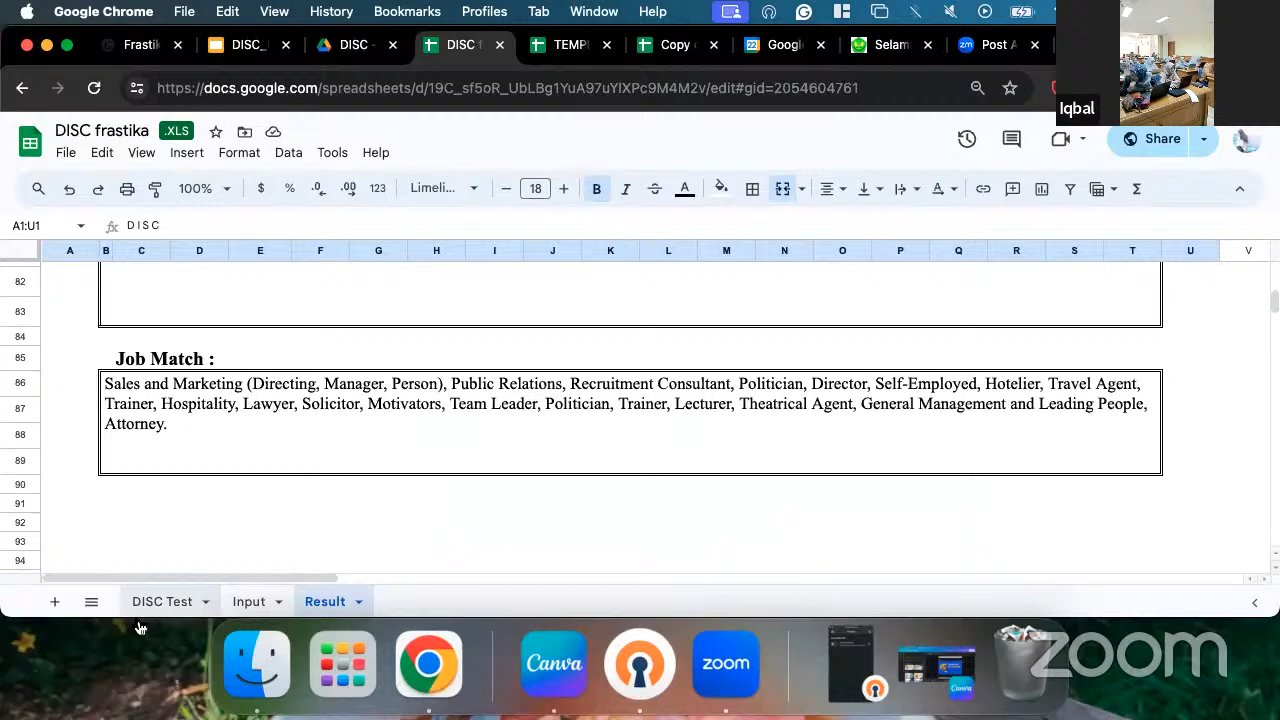 Google Chrome File Edit View History Bookmarks Profiles Tab Window Help
Frastik DISC_ DISC - DISC f TEMP Copy 22 Googl Selam zm Post A
https://docs.google.com/spreadsheets/d/19C_sf5oR_UbLBg1YuA97uYlXPc9M4M2v/edit#gid=2054604761
Iqbal
DISC frastika .XLS
Share
File Edit View Insert Format Data Tools Help
100% $ % .0 .00 123 Limeli... 18 B I A A Σ
A1:U1 fx D I S C
A B C D E F G H I J K L M N O P Q R S T U V
82
83
84
85 Job Match :
86 Sales and Marketing (Directing, Manager, Person), Public Relations, Recruitment Consultant, Politician, Director, Self-Employed, Hotelier, Travel Agent,
87 Trainer, Hospitality, Lawyer, Solicitor, Motivators, Team Leader, Politician, Trainer, Lecturer, Theatrical Agent, General Management and Leading People,
88 Attorney.
89
90
91
92
93
94
DISC Test Input Result
Canva zoom Canva
zoom